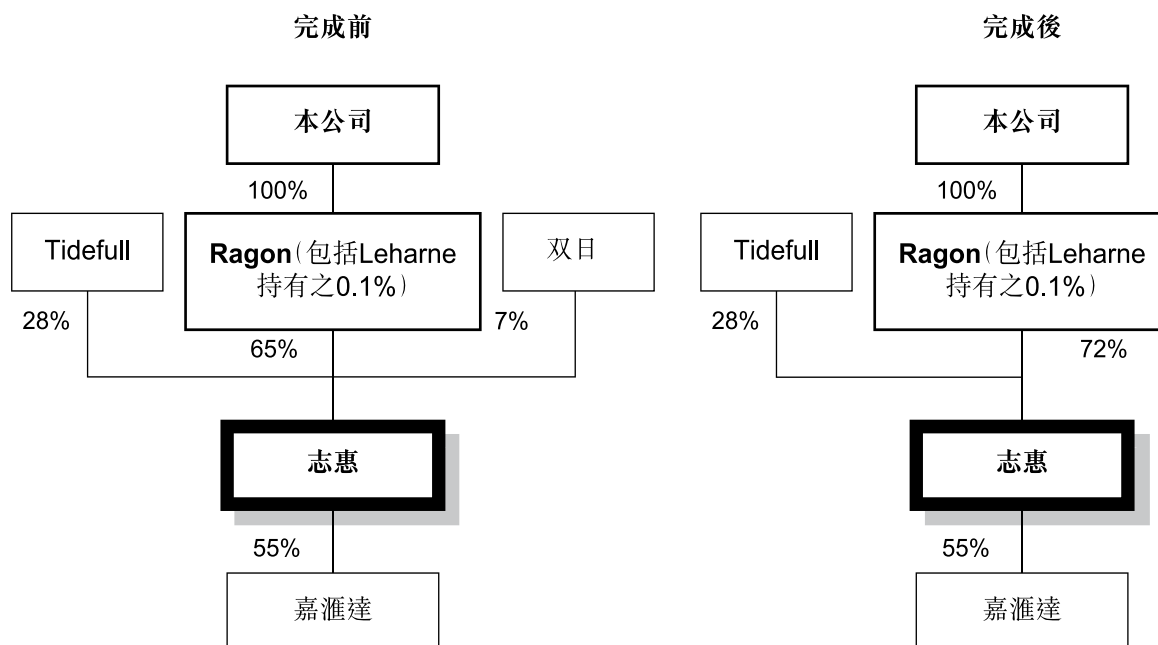 完成前
本公司
100%
Tidefull
Ragon（包括Leharne
持有之0.1%）
双日
28%
65%
7%
志惠
55%
嘉滙達
完成後
本公司
100%
Tidefull
Ragon（包括Leharne
持有之0.1%）
28%
72%
志惠
55%
嘉滙達